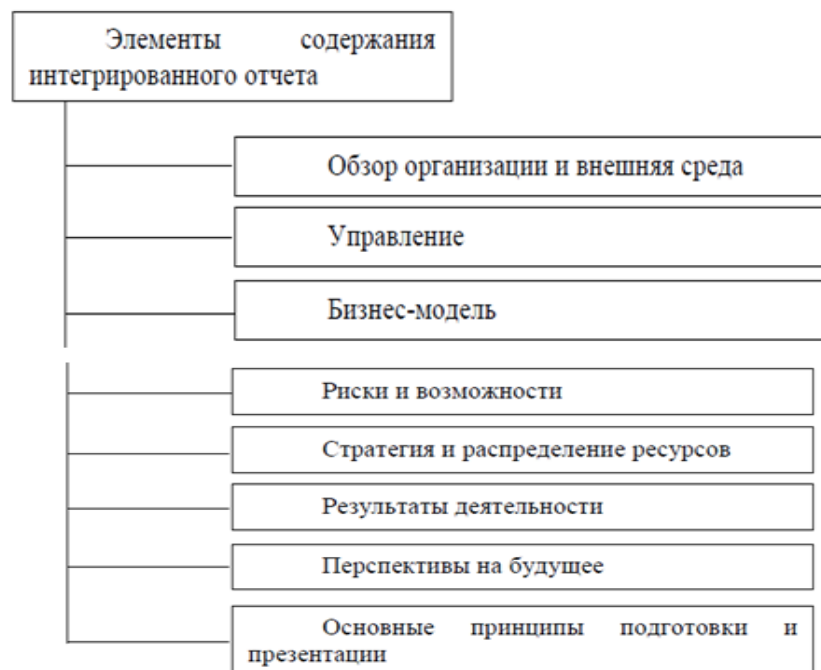 Элементы содержания
интегрированного отчета
Обзор организации и внешняя среда
Управление
Бизнес-модель
Риски и возможности
Стратегия и распределение ресурсов
Результаты деятельности
Перспективы на будущее
Основные принципы подготовки и
презентации